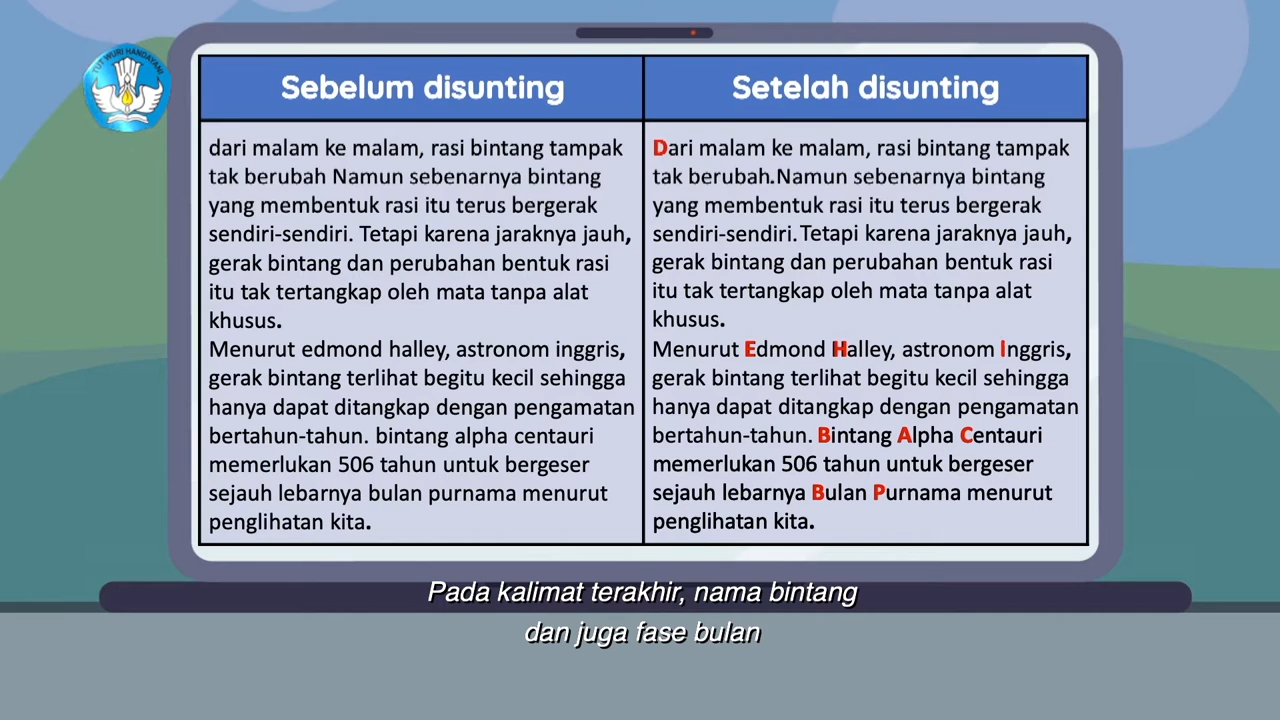 TUT WURI HANDAYANI
Sebelum disunting
dari malam ke malam, rasi bintang tampak
tak berubah Namun sebenarnya bintang
yang membentuk rasi itu terus bergerak
sendiri-sendiri. Tetapi karena jaraknya jauh,
gerak bintang dan perubahan bentuk rasi
itu tak tertangkap oleh mata tanpa alat
khusus.
Menurut edmond halley, astronom inggris,
gerak bintang terlihat begitu kecil sehingga
hanya dapat ditangkap dengan pengamatan
bertahun-tahun. bintang alpha centauri
memerlukan 506 tahun untuk bergeser
sejauh lebarnya bulan purnama menurut
penglihatan kita.
Setelah disunting
Dari malam ke malam, rasi bintang tampak
tak berubah.Namun sebenarnya bintang
yang membentuk rasi itu terus bergerak
sendiri-sendiri.Tetapi karena jaraknya jauh,
gerak bintang dan perubahan bentuk rasi
itu tak tertangkap oleh mata tanpa alat
khusus.
Menurut Edmond Halley, astronom Inggris,
gerak bintang terlihat begitu kecil sehingga
hanya dapat ditangkap dengan pengamatan
bertahun-tahun. Bintang Alpha Centauri
memerlukan 506 tahun untuk bergeser
sejauh lebarnya Bulan Purnama menurut
penglihatan kita.
Pada kalimat terakhir, nama bintang
dan juga fase bulan